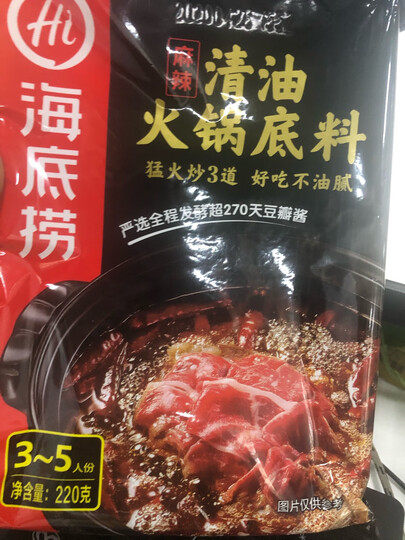 Hi
海底捞
麻辣
清油
火锅底料
猛火炒3道 好吃不油腻
严选全程发酵超270天豆瓣酱
3~5人份
净含量:220克
图片仅供参考